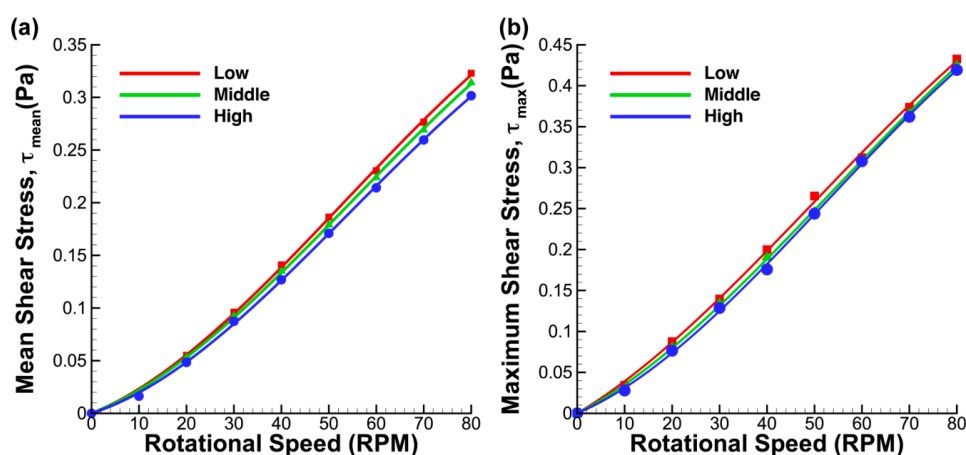 (a)
Mean Shear Stress, τmean(Pa)
0.35
0.3
0.25
0.2
0.15
0.1
0.05
0
Low
Middle
High
0 10 20 30 40 50 60 70 80
Rotational Speed (RPM)
(b)
Maximum Shear Stress, τmax(Pa)
0.45
0.4
0.35
0.3
0.25
0.2
0.15
0.1
0.05
0
Low
Middle
High
0 10 20 30 40 50 60 70 80
Rotational Speed (RPM)